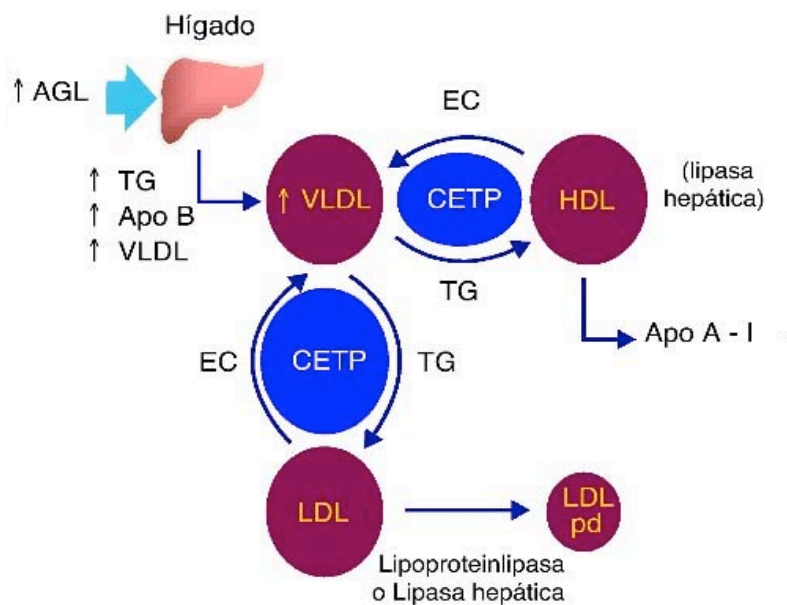 Hígado
↑ AGL
EC
↑ TG
↑ Apo B
↑ VLDL
↑ VLDL
CETP
HDL
(lipasa
hepática)
TG
Apo A - I
EC
CETP
TG
LDL
LDL
pd
Lipoproteinlipasa
o Lipasa hepática